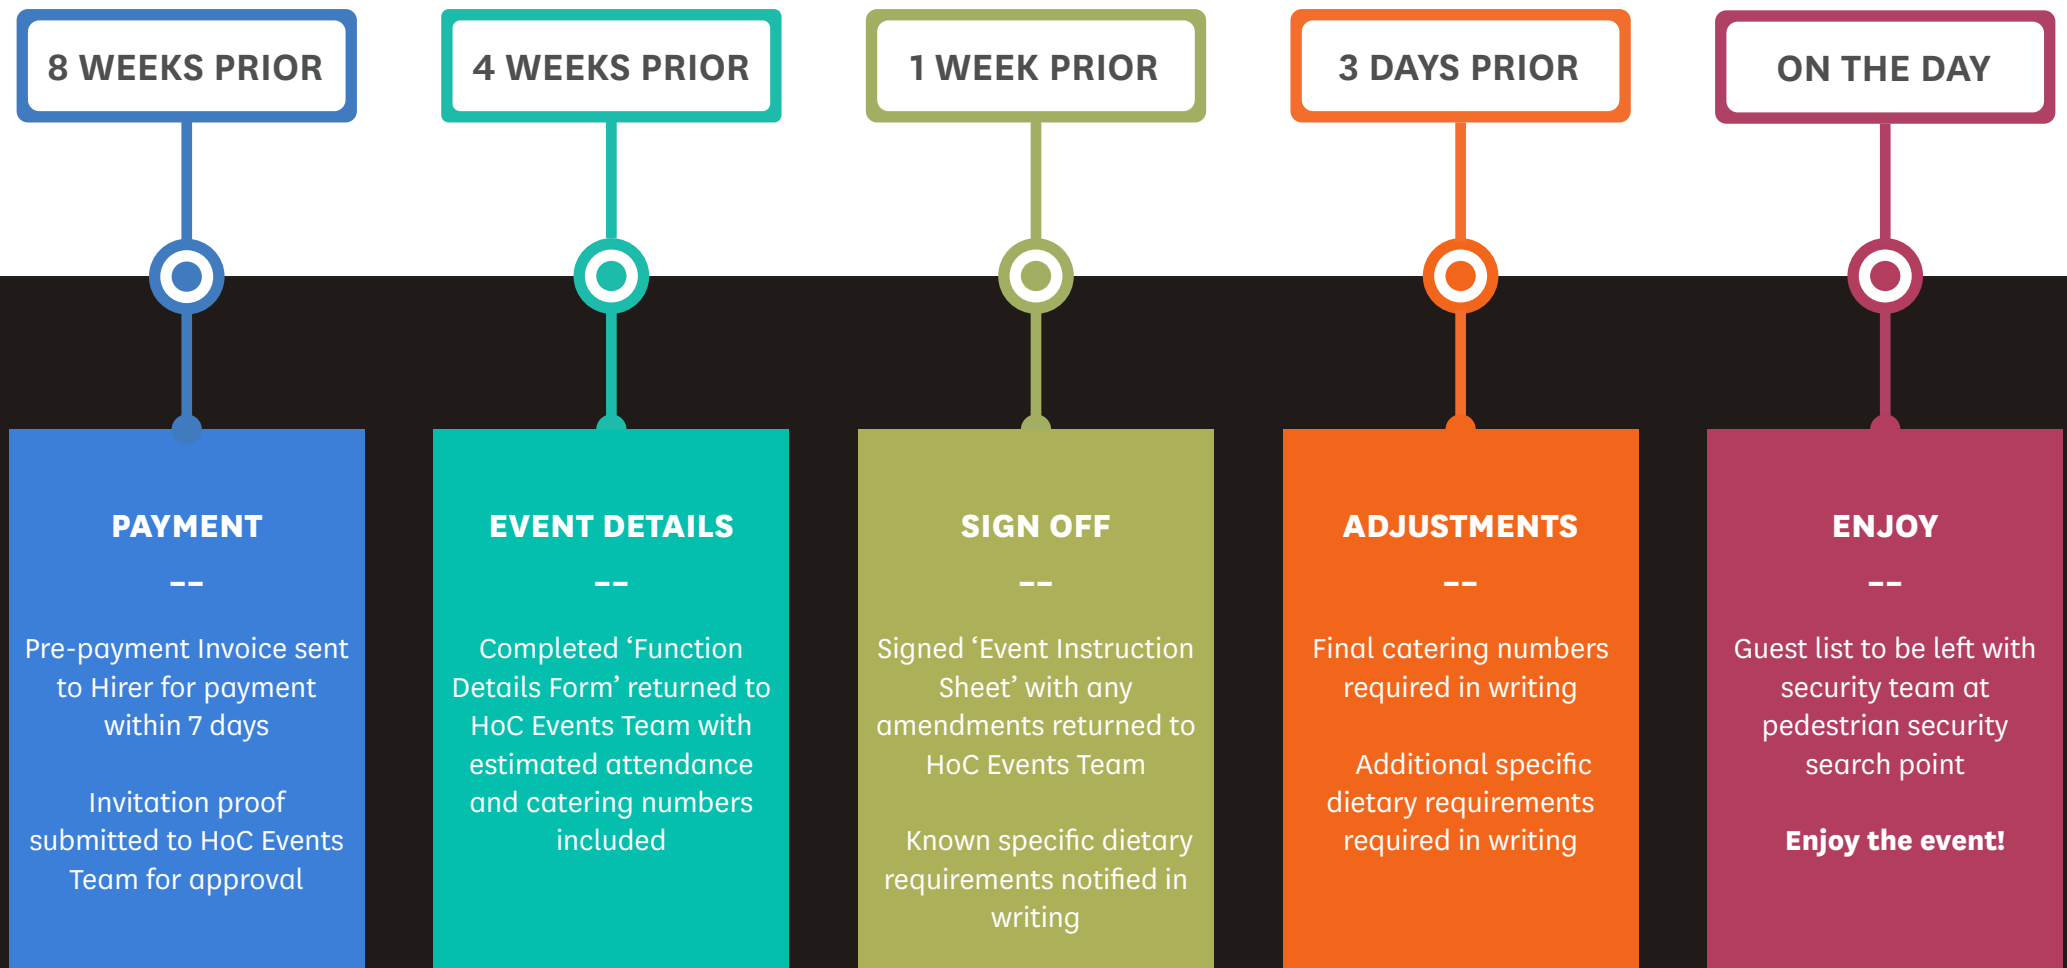 8 WEEKS PRIOR
4 WEEKS PRIOR
1 WEEK PRIOR
3 DAYS PRIOR
ON THE DAY
PAYMENT
––
Pre-payment Invoice sent
to Hirer for payment
within 7 days
Invitation proof
submitted to HoC Events
Team for approval
EVENT DETAILS
––
Completed ‘Function
Details Form’ returned to
HoC Events Team with
estimated attendance
and catering numbers
included
SIGN OFF
––
Signed ‘Event Instruction
Sheet’ with any
amendments returned to
HoC Events Team
Known specific dietary
requirements notified in
writing
ADJUSTMENTS
––
Final catering numbers
required in writing
Additional specific
dietary requirements
required in writing
ENJOY
––
Guest list to be left with
security team at
pedestrian security
search point
Enjoy the event!